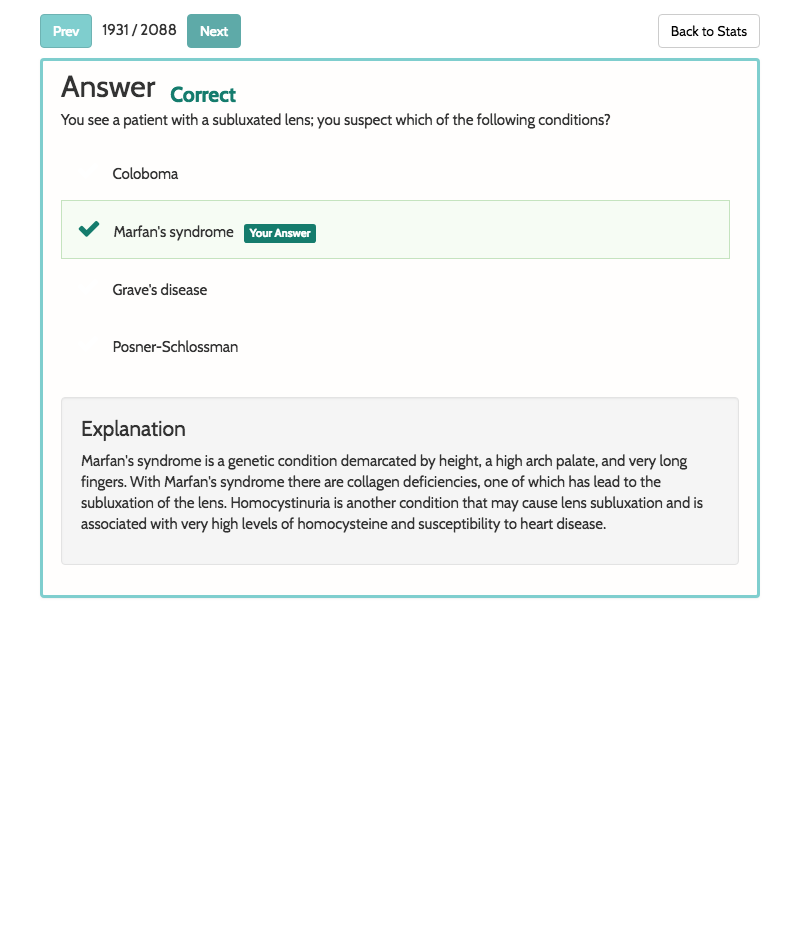 Prev 1931 / 2088 Next Back to Stats
Answer Correct
You see a patient with a subluxated lens; you suspect which of the following conditions?
Coloboma
Marfan's syndrome Your Answer
Grave's disease
Posner-Schlossman
Explanation
Marfan's syndrome is a genetic condition demarcated by height, a high arch palate, and very long
fingers. With Marfan's syndrome there are collagen deficiencies, one of which has lead to the
subluxation of the lens. Homocystinuria is another condition that may cause lens subluxation and is
associated with very high levels of homocysteine and susceptibility to heart disease.